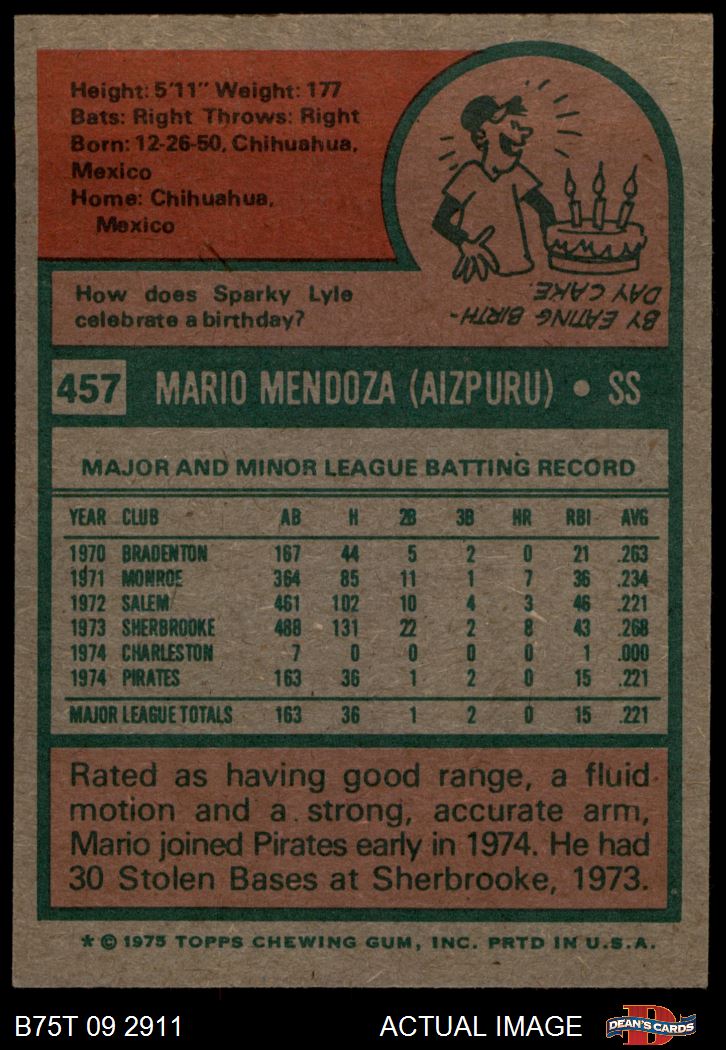 Height: 5'11" Weight: 177
Bats: Right Throws: Right
Born: 12-26-50, Chihuahua,
Mexico
Home: Chihuahua,
Mexico
How does Sparky Lyle
celebrate a birthday?
BY EATING BIRTH-
DAY CAKE.
457 MARIO MENDOZA (AIZPURU) • SS
MAJOR AND MINOR LEAGUE BATTING RECORD
YEAR CLUB AB H 2B 3B HR RBI AVG
1970 BRADENTON 167 44 5 2 0 21 .263
1971 MONROE 364 85 11 1 7 36 .234
1972 SALEM 461 102 10 4 3 46 .221
1973 SHERBROOKE 488 131 22 2 8 43 .268
1974 CHARLESTON 7 0 0 0 0 1 .000
1974 PIRATES 163 36 1 2 0 15 .221
MAJOR LEAGUE TOTALS 163 36 1 2 0 15 .221
Rated as having good range, a fluid
motion and a strong, accurate arm,
Mario joined Pirates early in 1974. He had
30 Stolen Bases at Sherbrooke, 1973.
* © 1975 TOPPS CHEWING GUM, INC. PRTD IN U.S.A.
B75T 09 2911 ACTUAL IMAGE DEAN'S CARDS